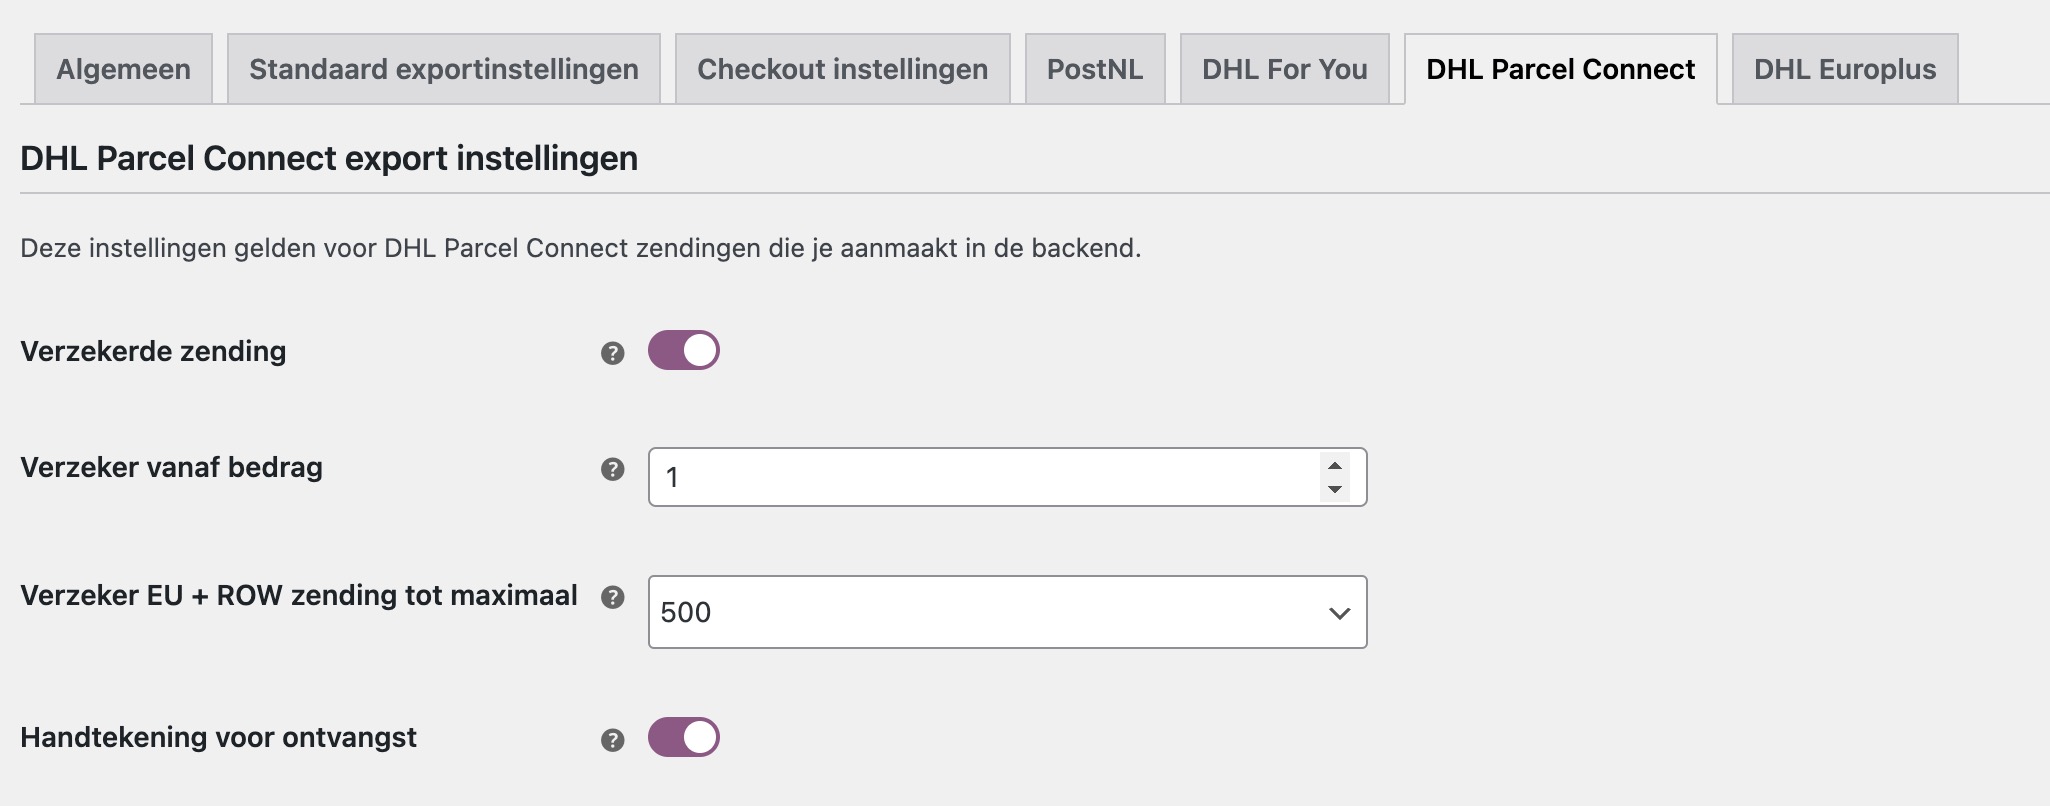 Algemeen Standaard exportinstellingen Checkout instellingen PostNL DHL For You DHL Parcel Connect DHL Europlus
DHL Parcel Connect export instellingen
Deze instellingen gelden voor DHL Parcel Connect zendingen die je aanmaakt in de backend.
Verzekerde zending ?
Verzeker vanaf bedrag ? 1
Verzeker EU + ROW zending tot maximaal ? 500
Handtekening voor ontvangst ?